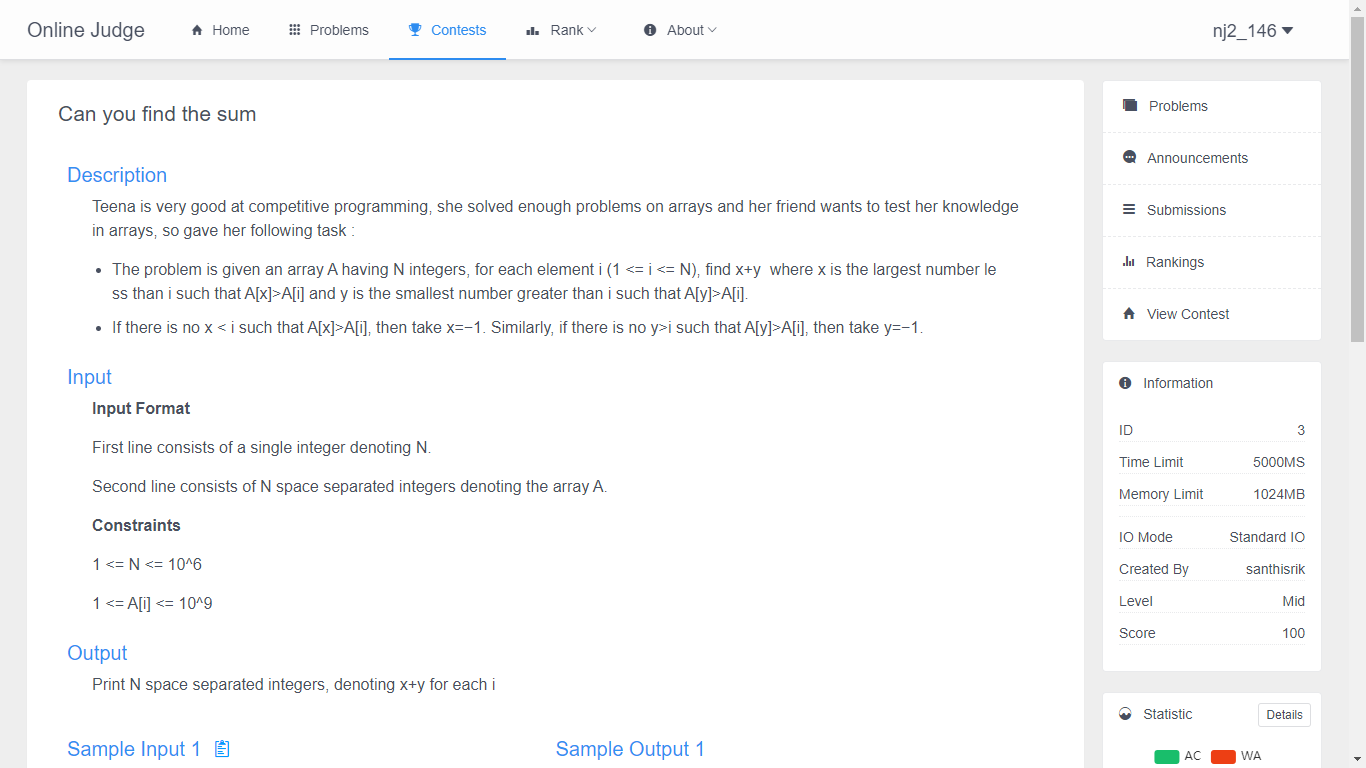 Online Judge
Home
Problems
Contests
Rank
About
nj2_146
Can you find the sum
Description
Teena is very good at competitive programming, she solved enough problems on arrays and her friend wants to test her knowledge
in arrays, so gave her following task :
• The problem is given an array A having N integers, for each element i (1 <= i <= N), find x+y  where x is the largest number le
ss than i such that A[x]>A[i] and y is the smallest number greater than i such that A[y]>A[i].
• If there is no x < i such that A[x]>A[i], then take x=−1. Similarly, if there is no y>i such that A[y]>A[i], then take y=−1.
Input
Input Format
First line consists of a single integer denoting N.
Second line consists of N space separated integers denoting the array A.
Constraints
1 <= N <= 10^6
1 <= A[i] <= 10^9
Output
Print N space separated integers, denoting x+y for each i
Sample Input 1
Sample Output 1
Problems
Announcements
Submissions
Rankings
View Contest
Information
ID 3
Time Limit 5000MS
Memory Limit 1024MB
IO Mode Standard IO
Created By santhisrik
Level Mid
Score 100
Statistic Details
AC WA